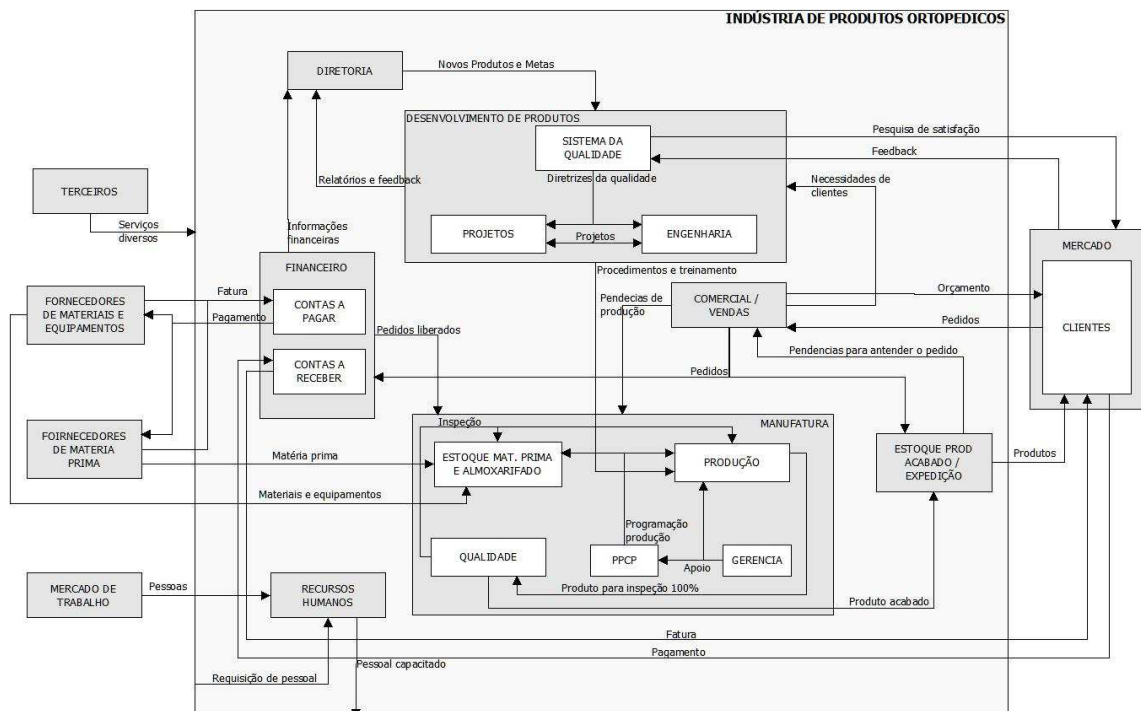 INDÚSTRIA DE PRODUTOS ORTOPEDICOS
DIRETORIA
Novos Produtos e Metas
DESENVOLVIMENTO DE PRODUTOS
SISTEMA DA
QUALIDADE
Pesquisa de satisfação
Feedback
Diretrizes da qualidade
Relatórios e feedback
Necessidades de
clientes
TERCEIROS
Serviços
diversos
PROJETOS
Projetos
ENGENHARIA
Informações
financeiras
MERCADO
FINANCEIRO
Procedimentos e treinamento
FORNECEDORES
DE MATERIAIS E
EQUIPAMENTOS
Fatura
Pagamento
CONTAS A
PAGAR
Pendecias de
produção
COMERCIAL /
VENDAS
Orçamento
Pedidos
CLIENTES
Pedidos liberados
Pendencias para antender o pedido
CONTAS A
RECEBER
Pedidos
FOIRNECEDORES
DE MATERIA
PRIMA
Inspeção
MANUFATURA
Matéria prima
ESTOQUE MAT. PRIMA
E ALMOXARIFADO
PRODUÇÃO
ESTOQUE PROD
ACABADO /
EXPEDIÇÃO
Produtos
Materiais e equipamentos
Programação
produção
QUALIDADE
PPCP
Apoio
GERENCIA
MERCADO DE
TRABALHO
Pessoas
RECURSOS
HUMANOS
Produto para inspeção 100%
Produto acabado
Fatura
Pagamento
Pessoal capacitado
Requisição de pessoal